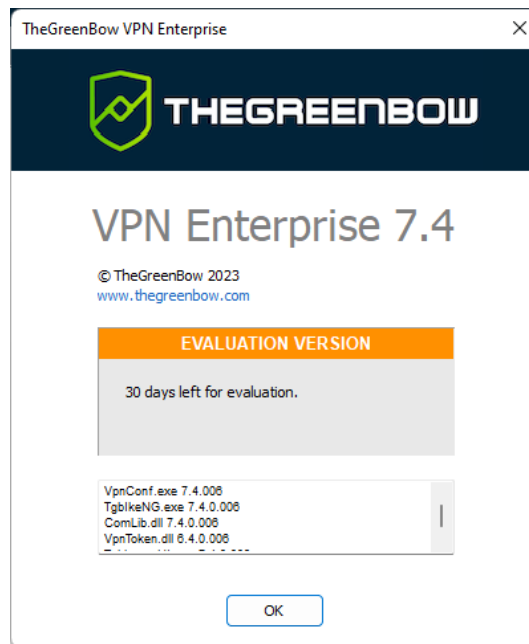 TheGreenBow VPN Enterprise
THEGREENBOW
VPN Enterprise 7.4
© TheGreenBow 2023
www.thegreenbow.com
EVALUATION VERSION
30 days left for evaluation.
VpnConf.exe 7.4.006
TgbIkeNG.exe 7.4.0.006
ComLib.dll 7.4.0.006
VpnToken.dll 6.4.0.006
OK